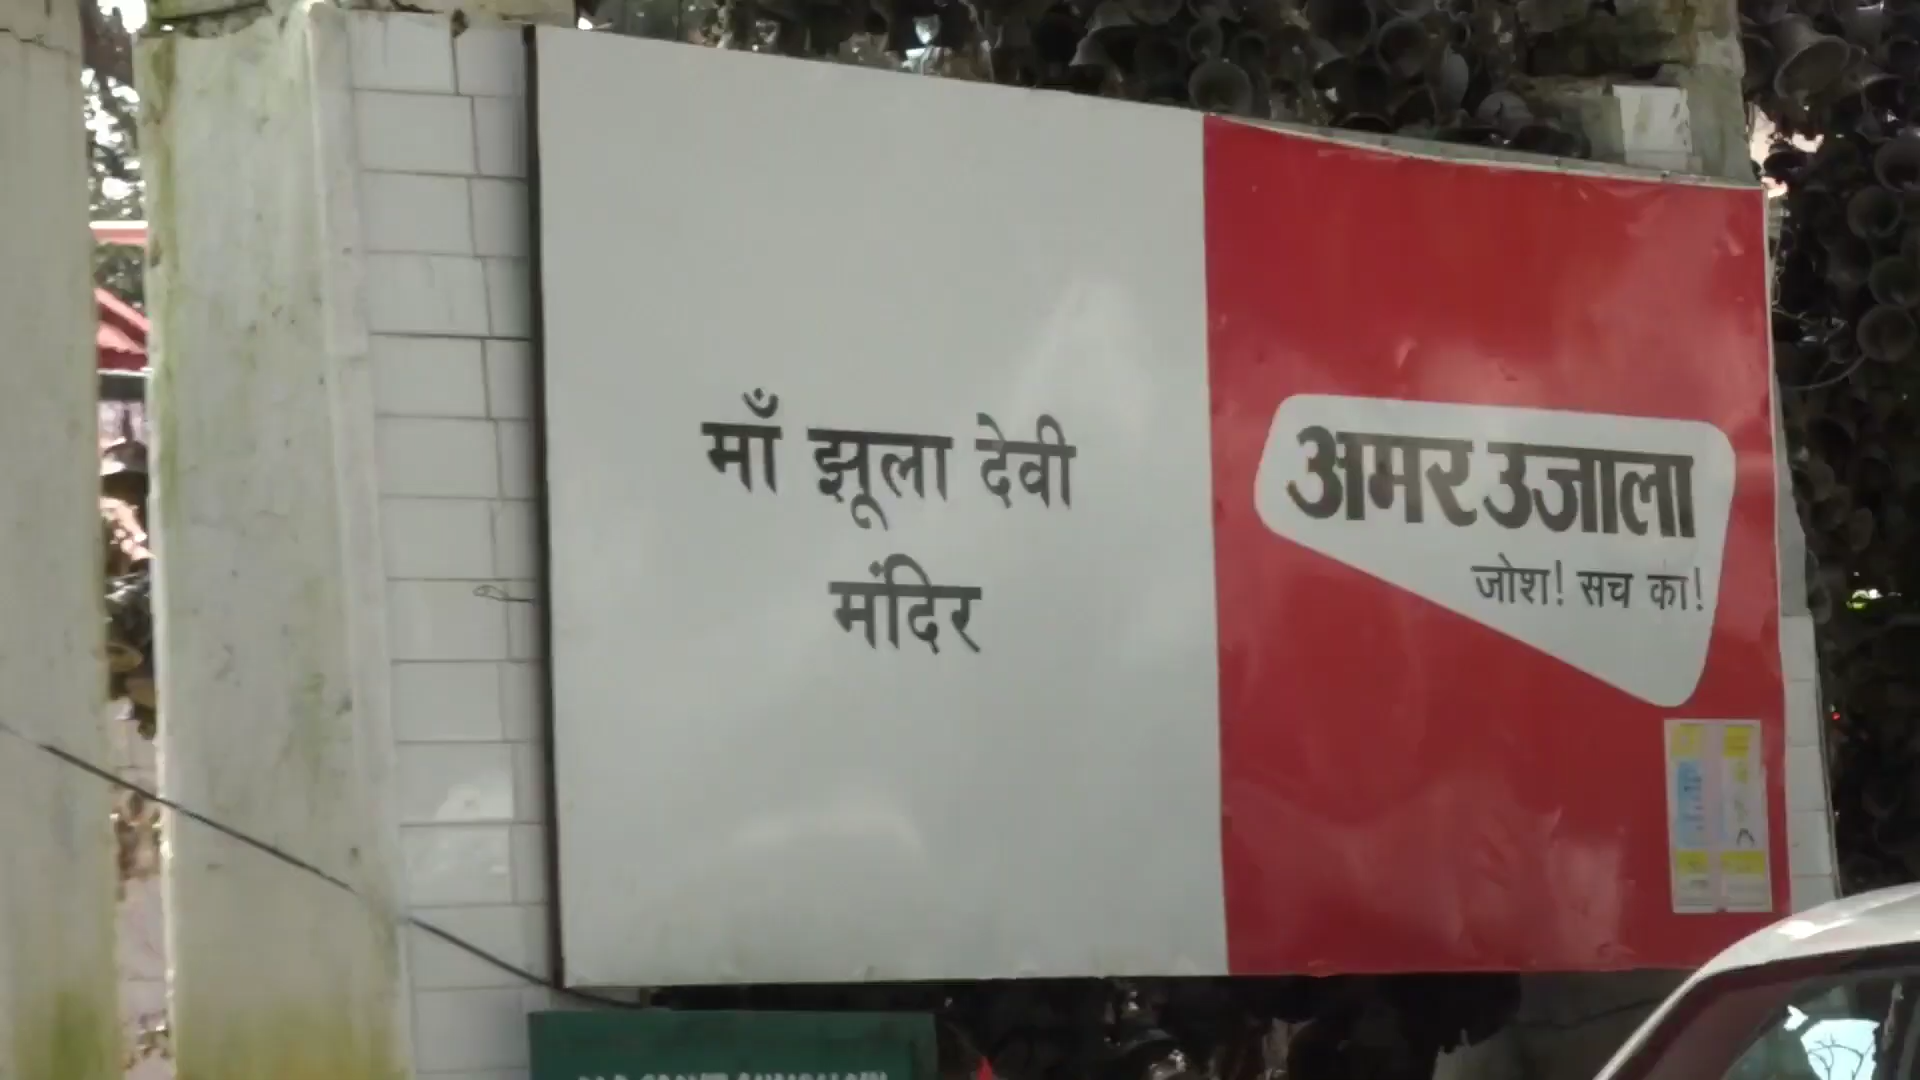 माँ झूला देवी
मंदिर
अमर उजाला
जोश! सच का!